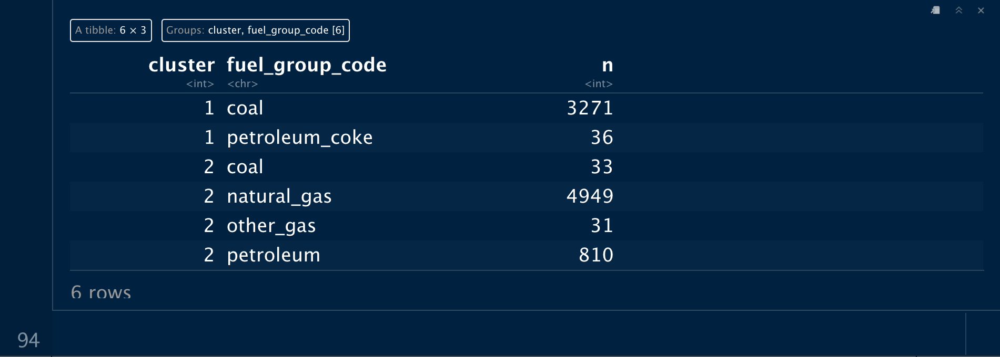 A tibble: 6 × 3 Groups: cluster, fuel_group_code [6]
cluster fuel_group_code n
<int> <chr> <int>
1 coal 3271
1 petroleum_coke 36
2 coal 33
2 natural_gas 4949
2 other_gas 31
2 petroleum 810
6 rows
94